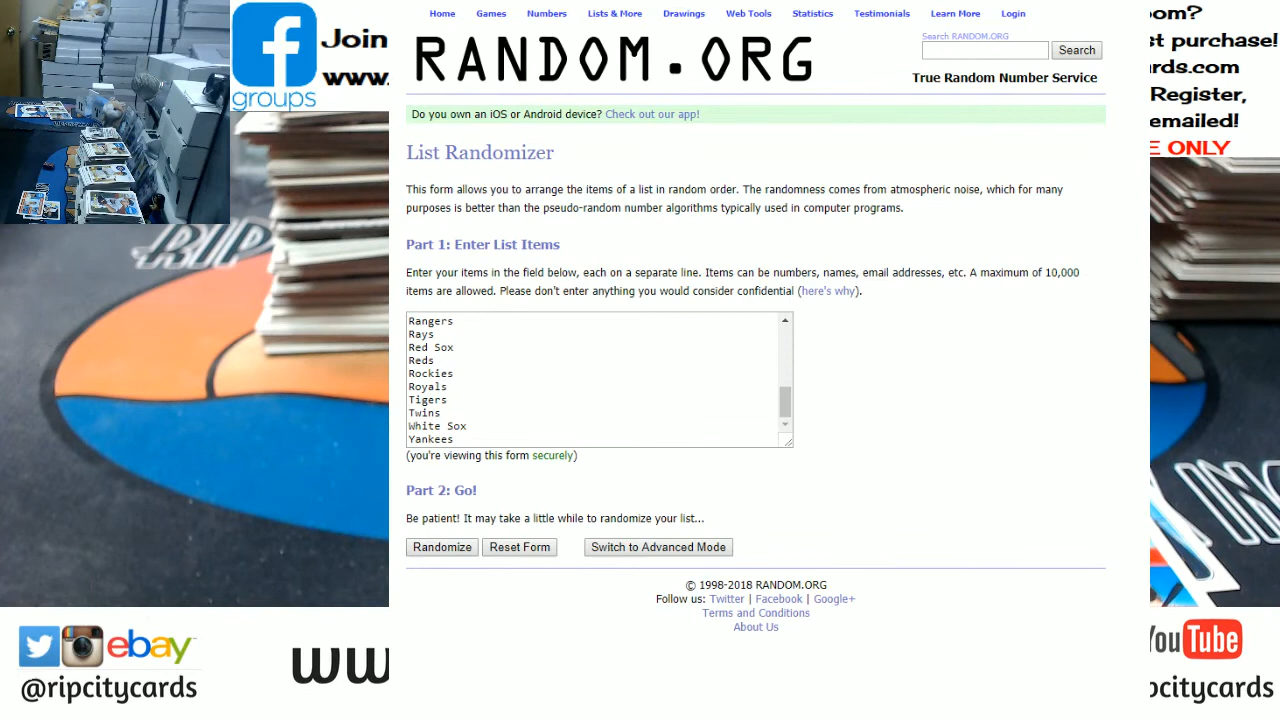 Join
www.
groups
oom?
st purchase!
rds.com
Register,
emailed!
E ONLY
Home Games Numbers Lists & More Drawings Web Tools Statistics Testimonials Learn More Login
RANDOM.ORG
Search RANDOM.ORG
Search
True Random Number Service
Do you own an iOS or Android device? Check out our app!
List Randomizer
This form allows you to arrange the items of a list in random order. The randomness comes from atmospheric noise, which for many
purposes is better than the pseudo-random number algorithms typically used in computer programs.
Part 1: Enter List Items
Enter your items in the field below, each on a separate line. Items can be numbers, names, email addresses, etc. A maximum of 10,000
items are allowed. Please don't enter anything you would consider confidential (here's why).
Rangers
Rays
Red Sox
Reds
Rockies
Royals
Tigers
Twins
White Sox
Yankees
(you're viewing this form securely)
Part 2: Go!
Be patient! It may take a little while to randomize your list...
Randomize Reset Form Switch to Advanced Mode
© 1998-2018 RANDOM.ORG
Follow us: Twitter | Facebook | Google+
Terms and Conditions
About Us
RIP
ebay
@ripcitycards
ww
YouTube
ocitycards